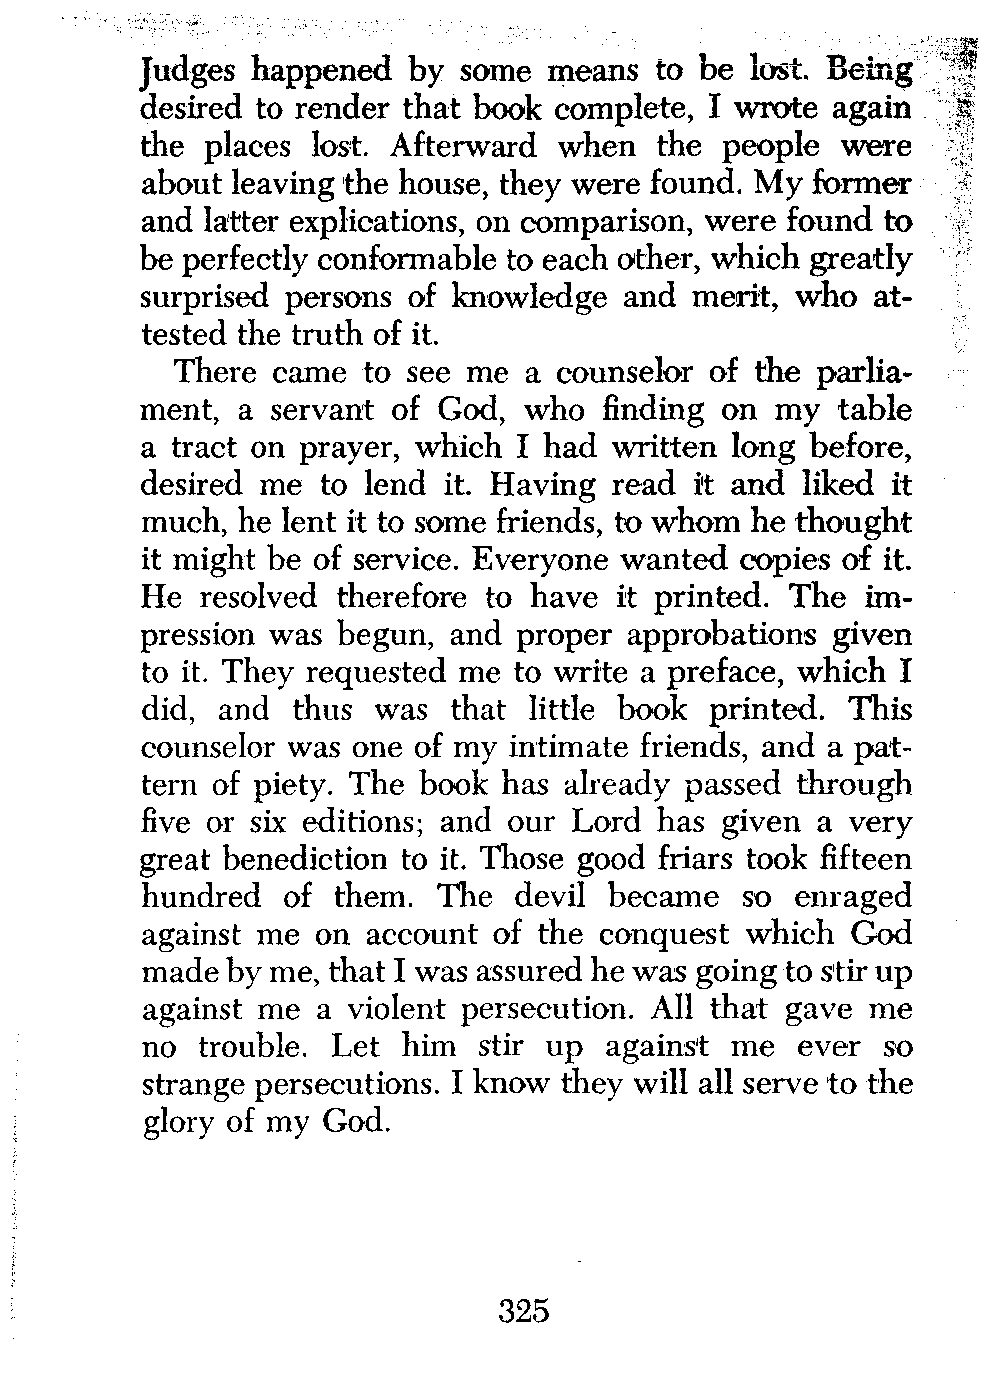 Judges happened by some means to be lost. Being
desired to render that book complete, I wrote again
the places lost. Afterward when the people were
about leaving the house, they were found. My former
and latter explications, on comparison, were found to
be perfectly conformable to each other, which greatly
surprised persons of knowledge and merit, who at-
tested the truth of it.
There came to see me a counselor of the parlia-
ment, a servant of God, who finding on my table
a tract on prayer, which I had written long before,
desired me to lend it. Having read it and liked it
much, he lent it to some friends, to whom he thought
it might be of service. Everyone wanted copies of it.
He resolved therefore to have it printed. The im-
pression was begun, and proper approbations given
to it. They requested me to write a preface, which I
did, and thus was that little book printed. This
counselor was one of my intimate friends, and a pat-
tern of piety. The book has already passed through
five or six editions; and our Lord has given a very
great benediction to it. Those good friars took fifteen
hundred of them. The devil became so enraged
against me on account of the conquest which God
made by me, that I was assured he was going to stir up
against me a violent persecution. All that gave me
no trouble. Let him stir up against me ever so
strange persecutions. I know they will all serve to the
glory of my God.
325